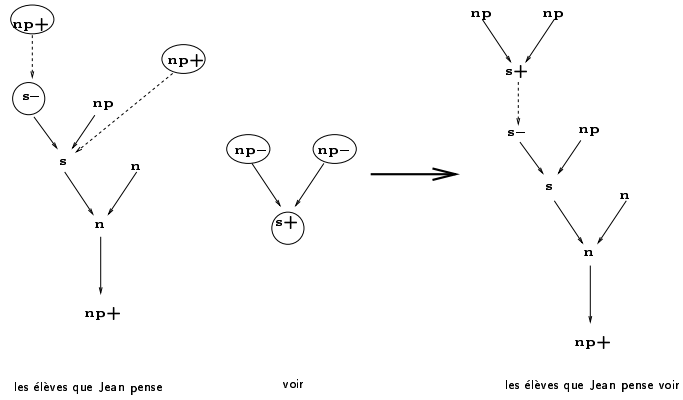 np+
np+
s−
np
s
n
n
np+
les élèves que Jean pense
np−
np−
s+
voir
np
np
s+
s−
np
s
n
n
np+
les élèves que Jean pense voir